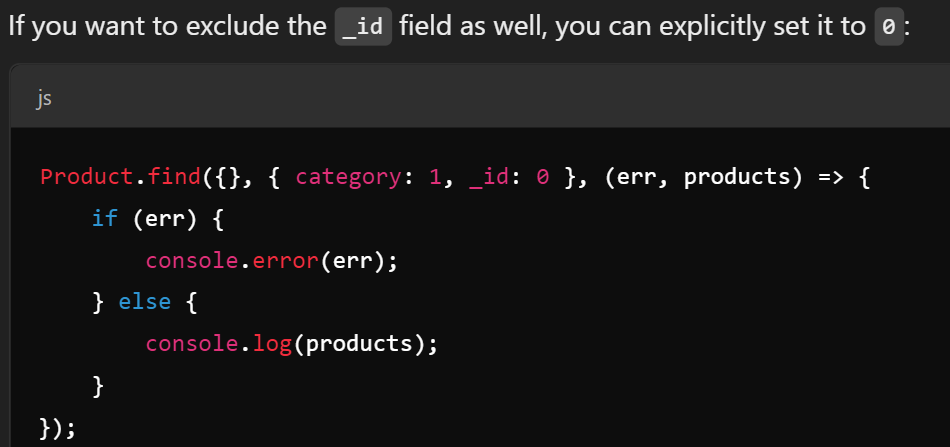 If you want to exclude the _id field as well, you can explicitly set it to 0:
js
Product.find({}, { category: 1, _id: 0 }, (err, products) => {
    if (err) {
        console.error(err);
    } else {
        console.log(products);
    }
});